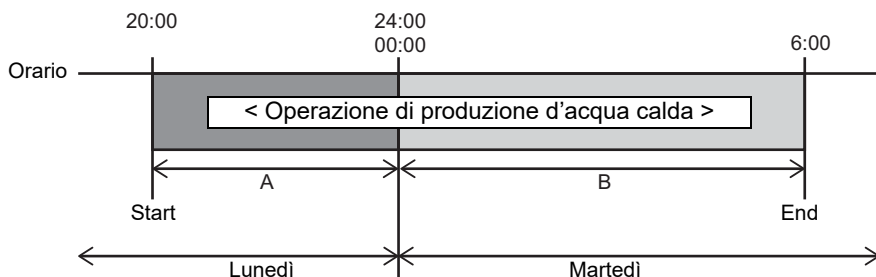 20:00 24:00 6:00
00:00
Orario
< Operazione di produzione d’acqua calda >
A B
Start End
Lunedì Martedì